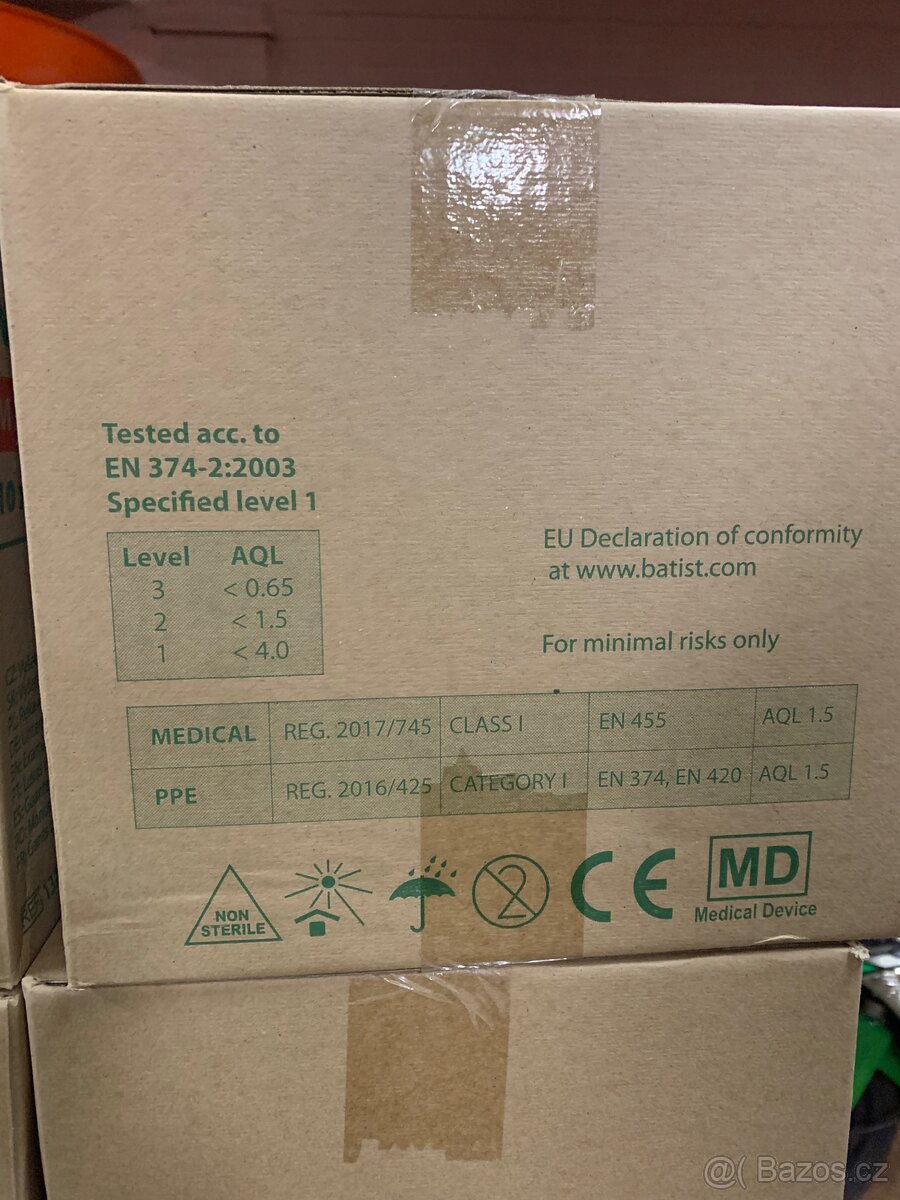 Tested acc. to
EN 374-2:2003
Specified level 1
Level AQL
3 < 0.65
2 < 1.5
1 < 4.0
EU Declaration of conformity
at www.batist.com
For minimal risks only
MEDICAL REG. 2017/745 CLASS I EN 455 AQL 1.5
PPE REG. 2016/425 CATEGORY I EN 374, EN 420 AQL 1.5
NON
STERILE
2
CE
MD
Medical Device
REF
@( Bazos.cz